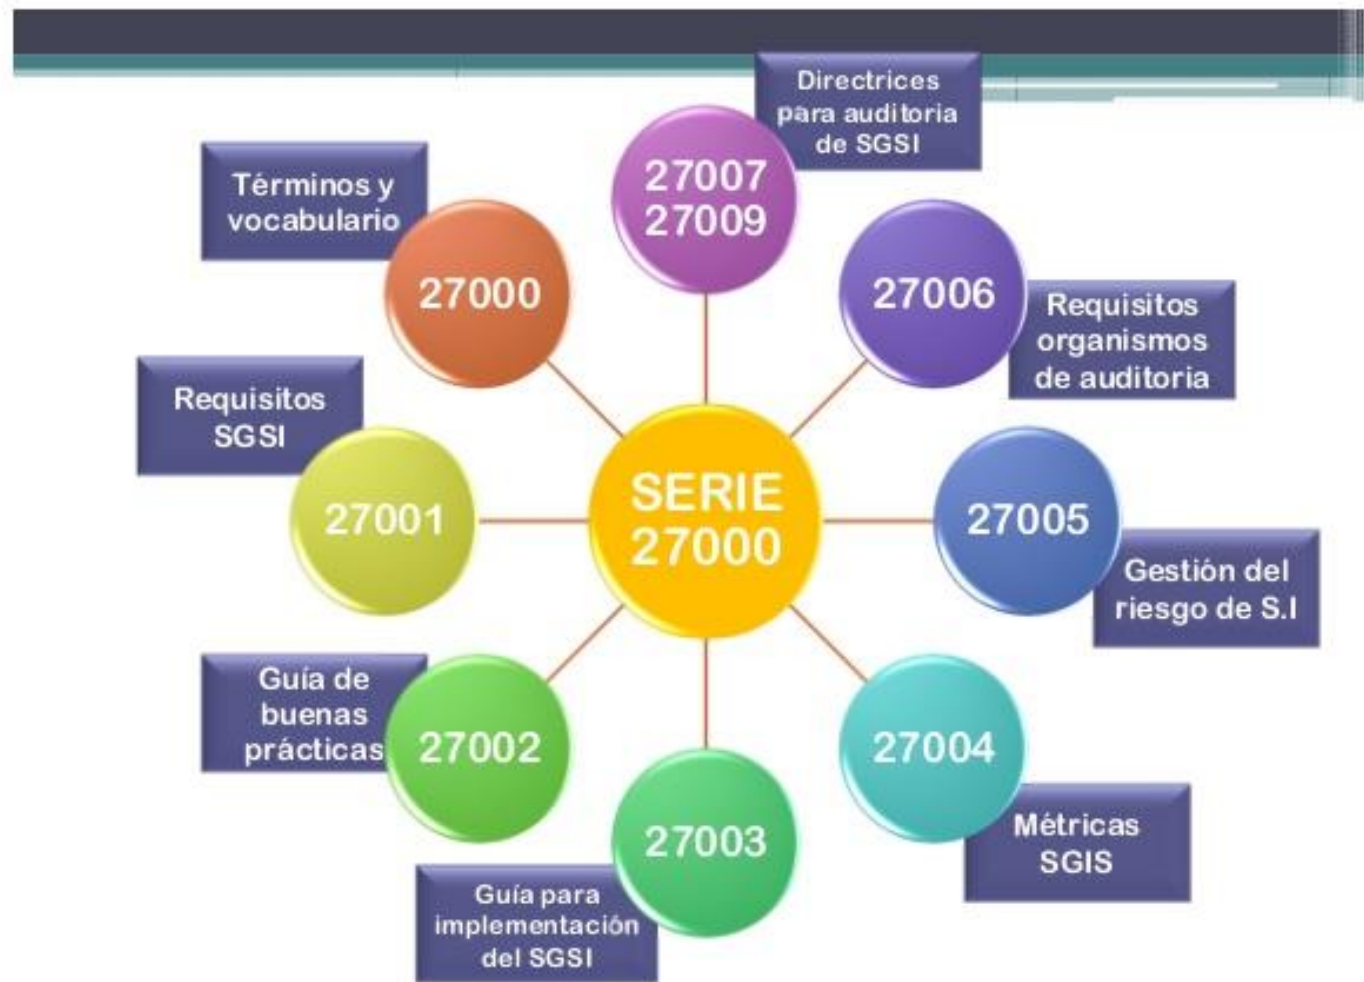 Directrices
para auditoria
de SGSI
27007
27009
Términos y
vocabulario
27000
27006
Requisitos
organismos
de auditoria
Requisitos
SGSI
27001
SERIE
27000
27005
Gestión del
riesgo de S.I
Guía de
buenas
prácticas
27002
27004
Métricas
SGIS
27003
Guía para
implementación
del SGSI